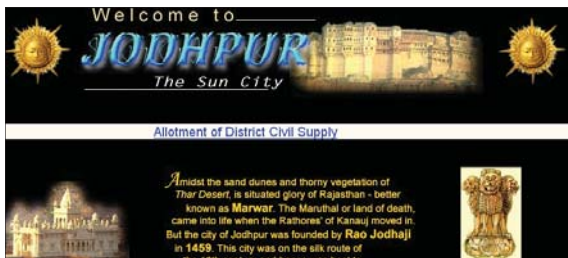 Welcome to
JODHPUR
The Sun City
Allotment of District Civil Supply
Amidst the sand dunes and thorny vegetation of
Thar Desert, is situated glory of Rajasthan - better
known as Marwar. The Maruthal or land of death,
came into life when the Rathores' of Kanauj moved in.
But the city of Jodhpur was founded by Rao Jodhaji
in 1459. This city was on the silk route of